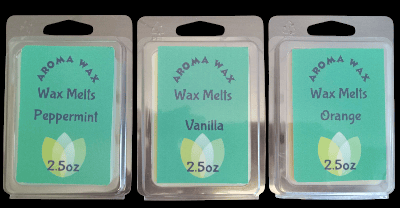 AROMA WAX
Wax Melts
Peppermint
2.5oz
AROMA WAX
Wax Melts
Vanilla
2.5oz
AROMA WAX
Wax Melts
Orange
2.5oz